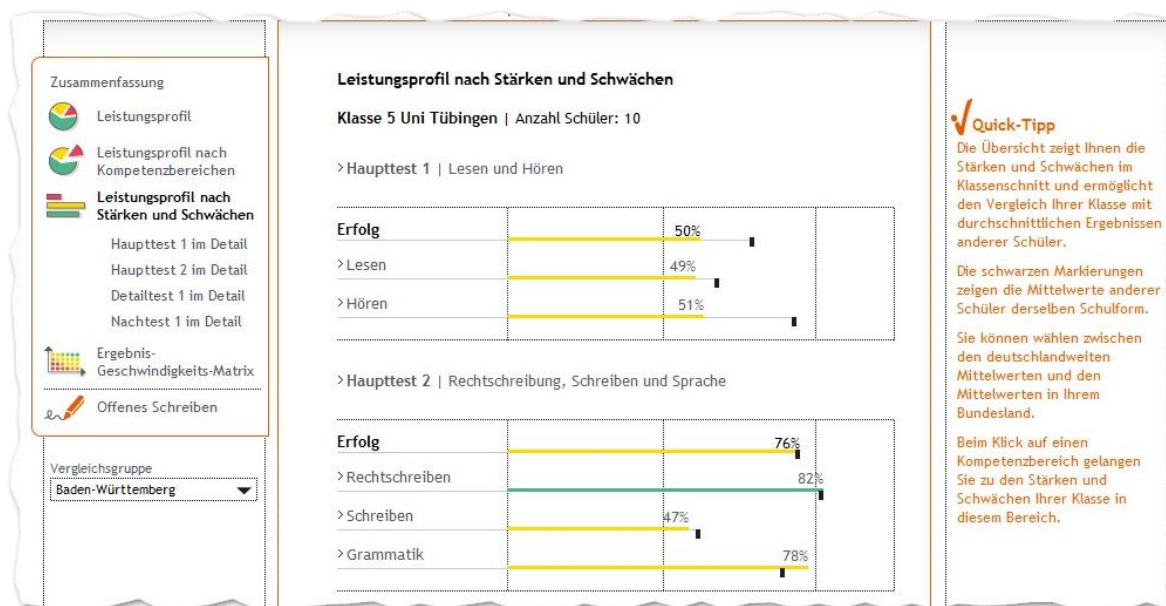 Zusammenfassung
Leistungsprofil
Leistungsprofil nach
Kompetenzbereichen
Leistungsprofil nach
Stärken und Schwächen
Haupttest 1 im Detail
Haupttest 2 im Detail
Detailtest 1 im Detail
Nachtest 1 im Detail
Ergebnis-
Geschwindigkeits-Matrix
Offenes Schreiben
Vergleichsgruppe
Baden-Württemberg
Leistungsprofil nach Stärken und Schwächen
Klasse 5 Uni Tübingen | Anzahl Schüler: 10
> Haupttest 1 | Lesen und Hören
Erfolg 50%
> Lesen 49%
> Hören 51%
> Haupttest 2 | Rechtschreibung, Schreiben und Sprache
Erfolg 76%
> Rechtschreiben 82%
> Schreiben 47%
> Grammatik 78%
Quick-Tipp
Die Übersicht zeigt Ihnen die
Stärken und Schwächen im
Klassenschnitt und ermöglicht
den Vergleich Ihrer Klasse mit
durchschnittlichen Ergebnissen
anderer Schüler.
Die schwarzen Markierungen
zeigen die Mittelwerte anderer
Schüler derselben Schulform.
Sie können wählen zwischen
den deutschlandweiten
Mittelwerten und den
Mittelwerten in Ihrem
Bundesland.
Beim Klick auf einen
Kompetenzbereich gelangen
Sie zu den Stärken und
Schwächen Ihrer Klasse in
diesem Bereich.